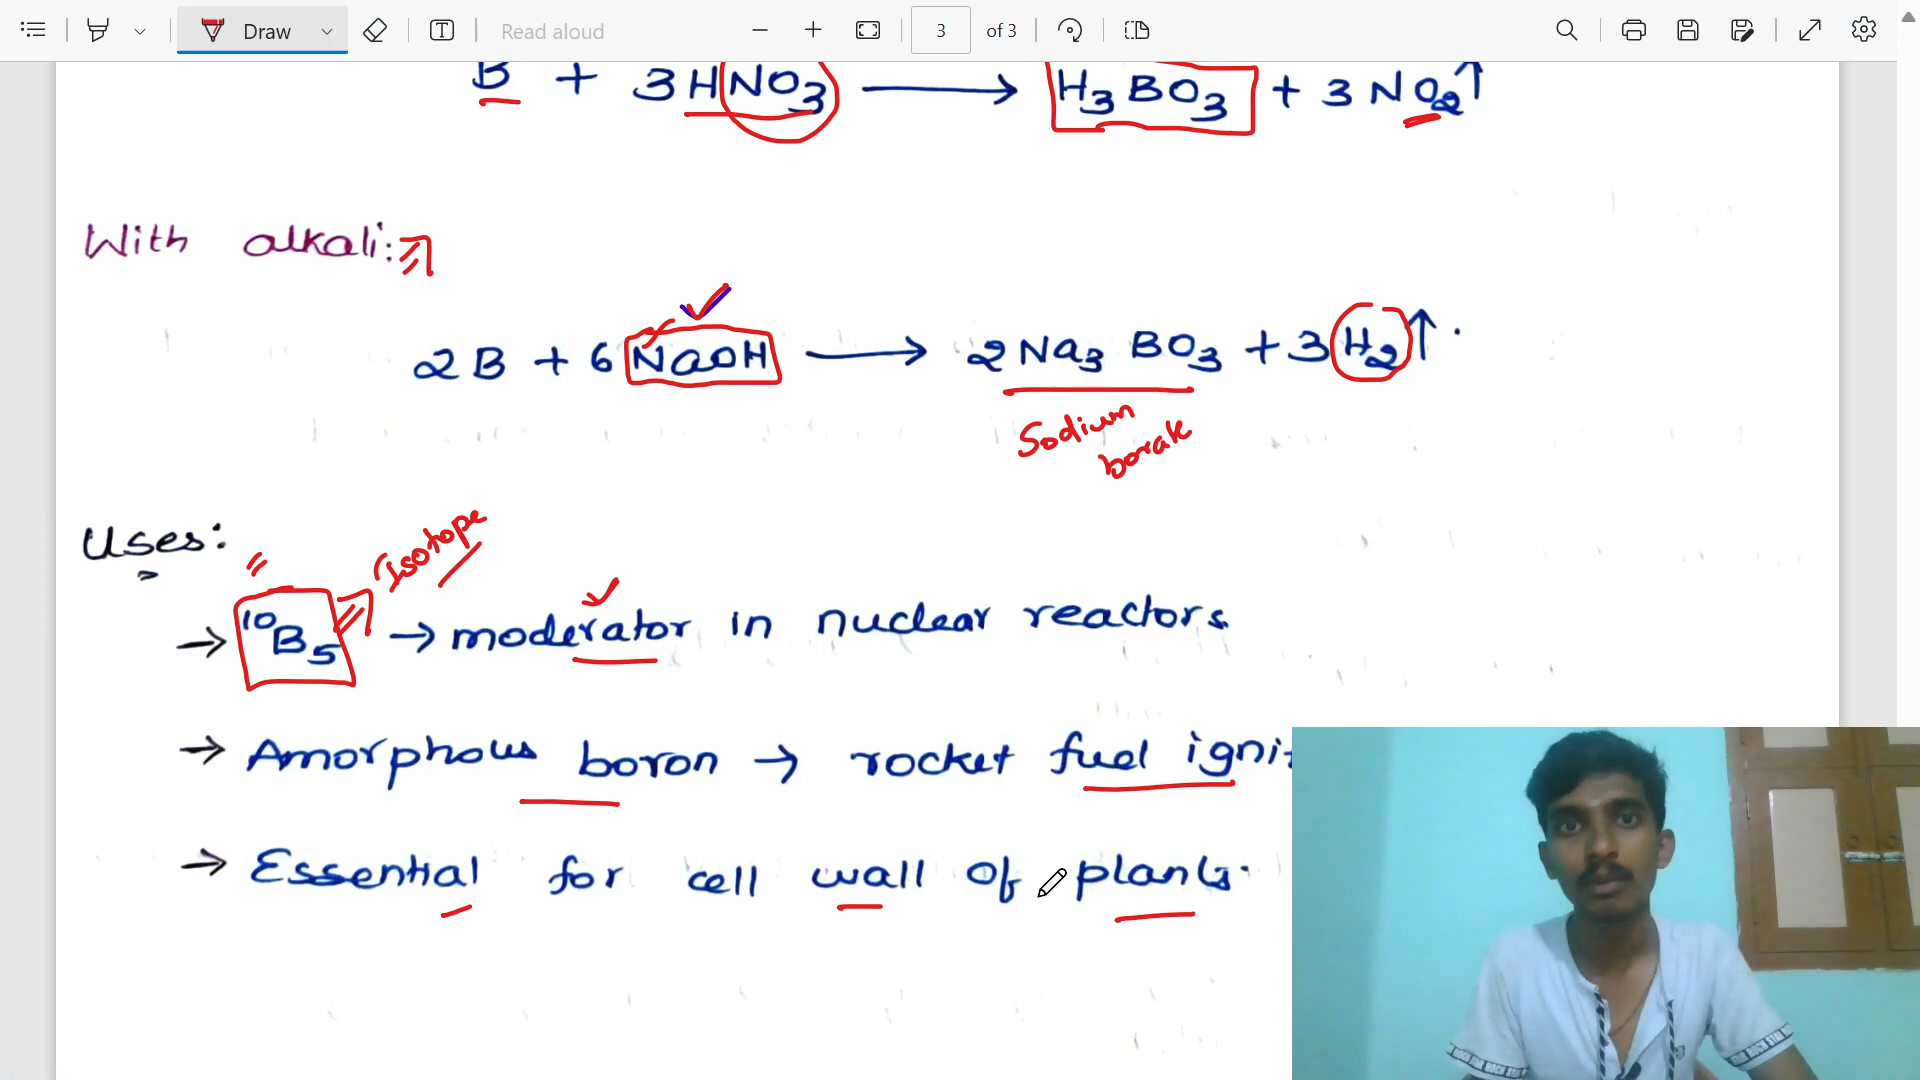 Draw
Read aloud
3 of 3
B + 3HNO3 ⟶ H3BO3 + 3NO2↑
With alkali:
2B + 6NaOH ⟶ 2Na3BO3 + 3H2↑.
Sodium
borate
Uses:
Isotope
→ 10B5 → moderator in nuclear reactors.
→ Amorphous boron → rocket fuel ignit
→ Essential for cell wall of plants.